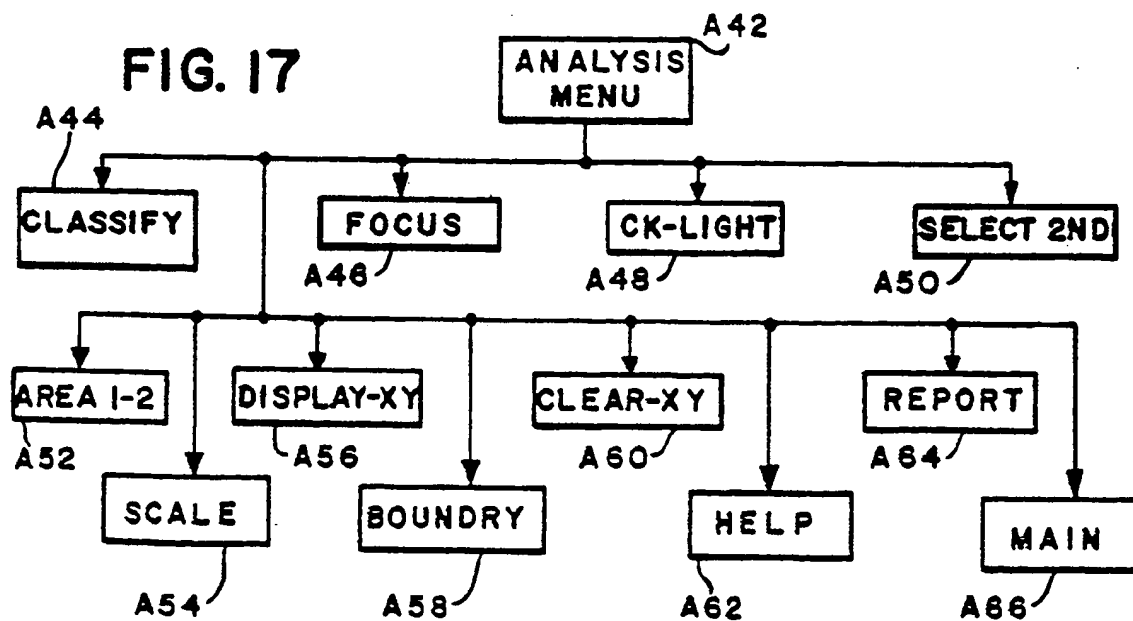 FIG. 17
A42
ANALYSIS
MENU
A44
CLASSIFY
FOCUS
A46
CK-LIGHT
A48
SELECT 2ND
A50
AREA 1-2
A52
DISPLAY-XY
A56
CLEAR-XY
A60
REPORT
A64
SCALE
A54
BOUNDRY
A58
HELP
A62
MAIN
A66